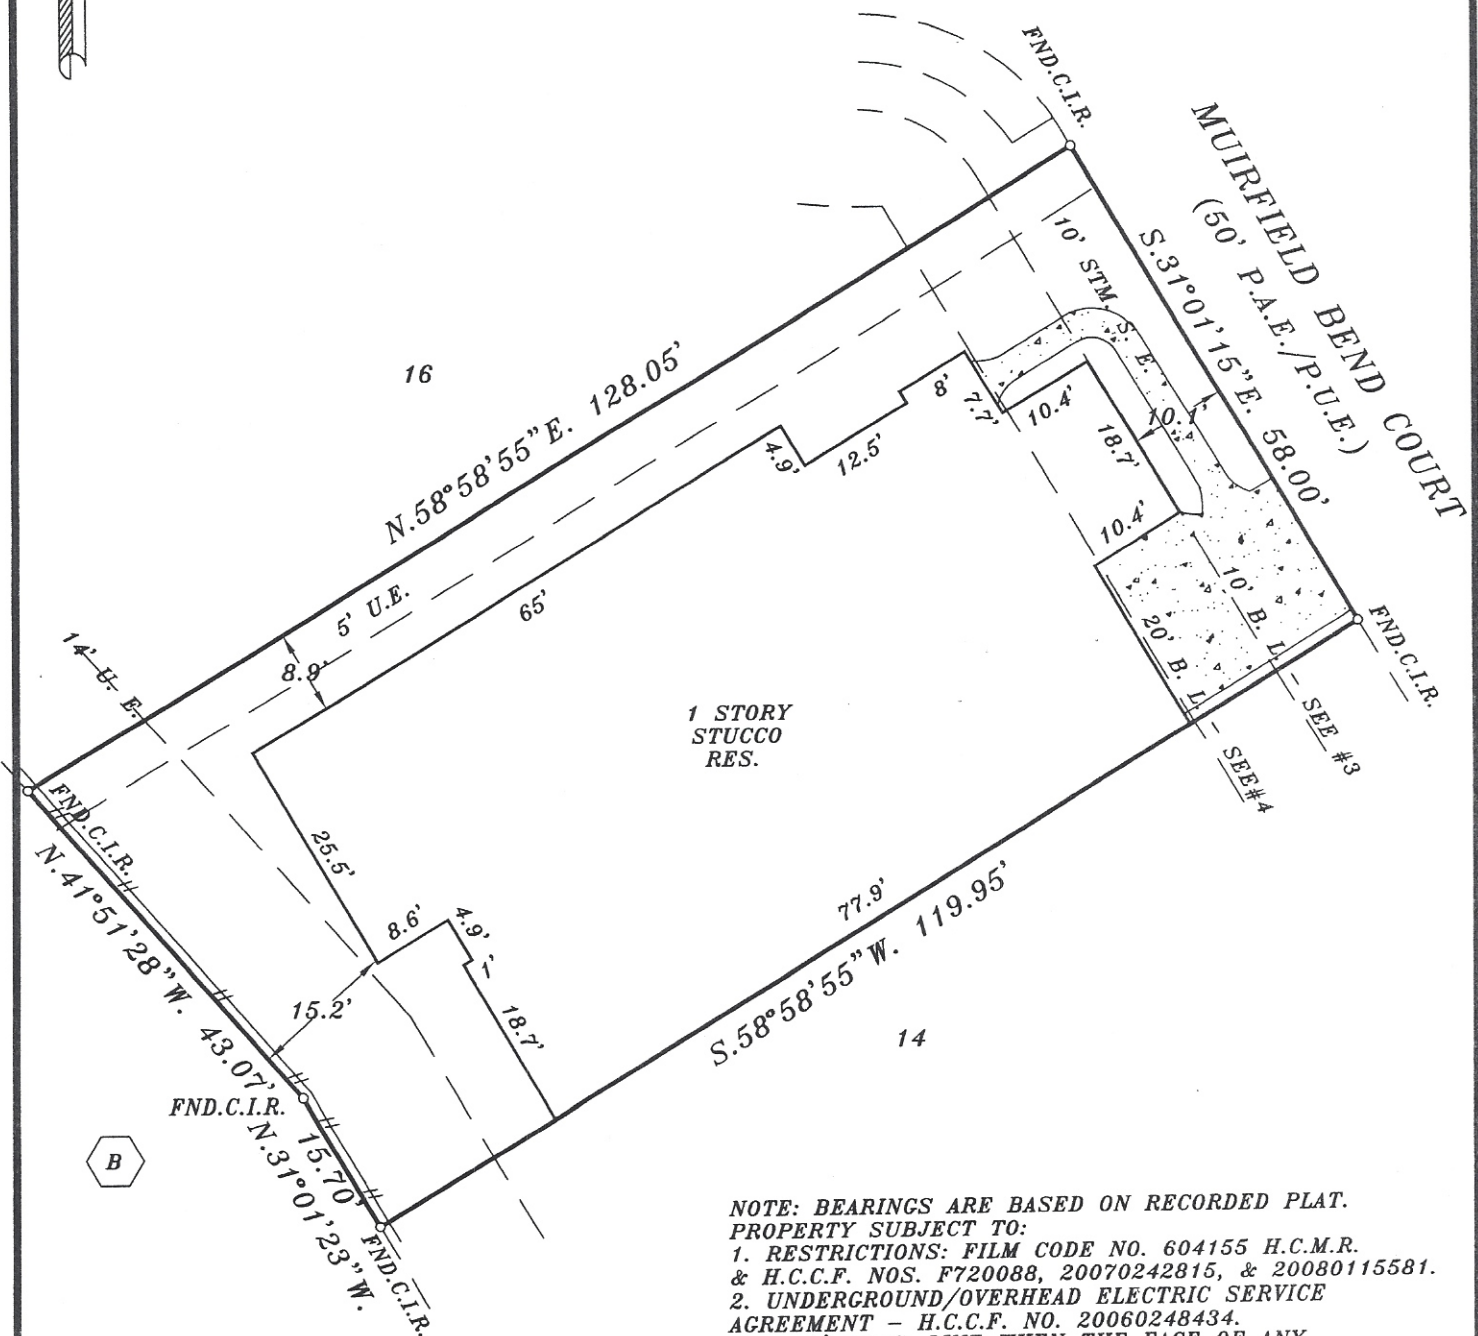 FND.C.I.R.
MUIRFIELD BEND COURT
(50' P.A.E./P.U.E.)
S.31°01'15"E. 58.00'
10' STM. S. E.
16
N.58°58'55"E. 128.05'
8'
7.7'
10.4'
10.1'
18.7'
4.9'
12.5'
10.4'
5' U.E.
65'
14' U. E.
8.9'
10' B. L.
20' B. L.
FND.C.I.R.
SEE #3
SEE#4
1 STORY
STUCCO
RES.
FND.C.I.R.
N.41°51'28"W. 43.07'
25.5'
8.6'
4.9'
1'
18.7'
15.2'
77.9'
S.58°58'55"W. 119.95'
14
FND.C.I.R.
15.70'
N.31°01'23"W.
B
FND.C.I.R.
NOTE: BEARINGS ARE BASED ON RECORDED PLAT.
PROPERTY SUBJECT TO:
1. RESTRICTIONS: FILM CODE NO. 604155 H.C.M.R.
& H.C.C.F. NOS. F720088, 20070242815, & 20080115581.
2. UNDERGROUND/OVERHEAD ELECTRIC SERVICE
AGREEMENT – H.C.C.F. NO. 20060248434.
THEN THE FACE OF ANY